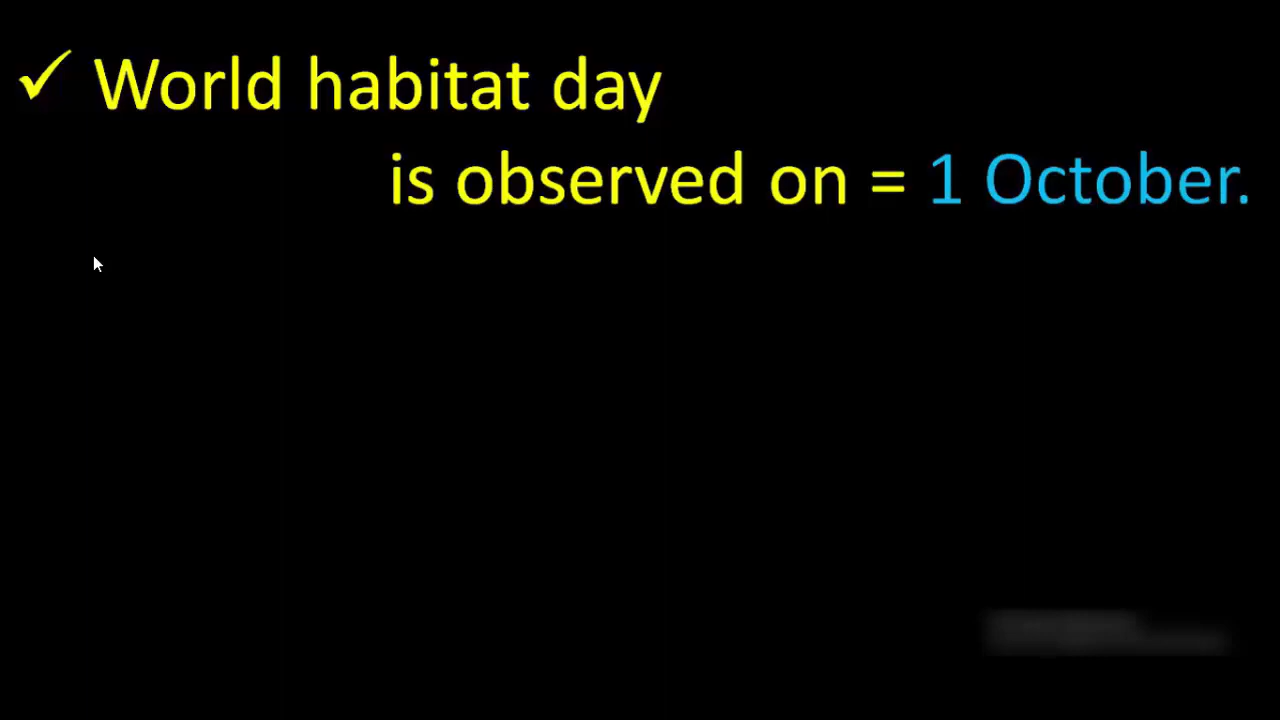 ✓ World habitat day
is observed on = 1 October.